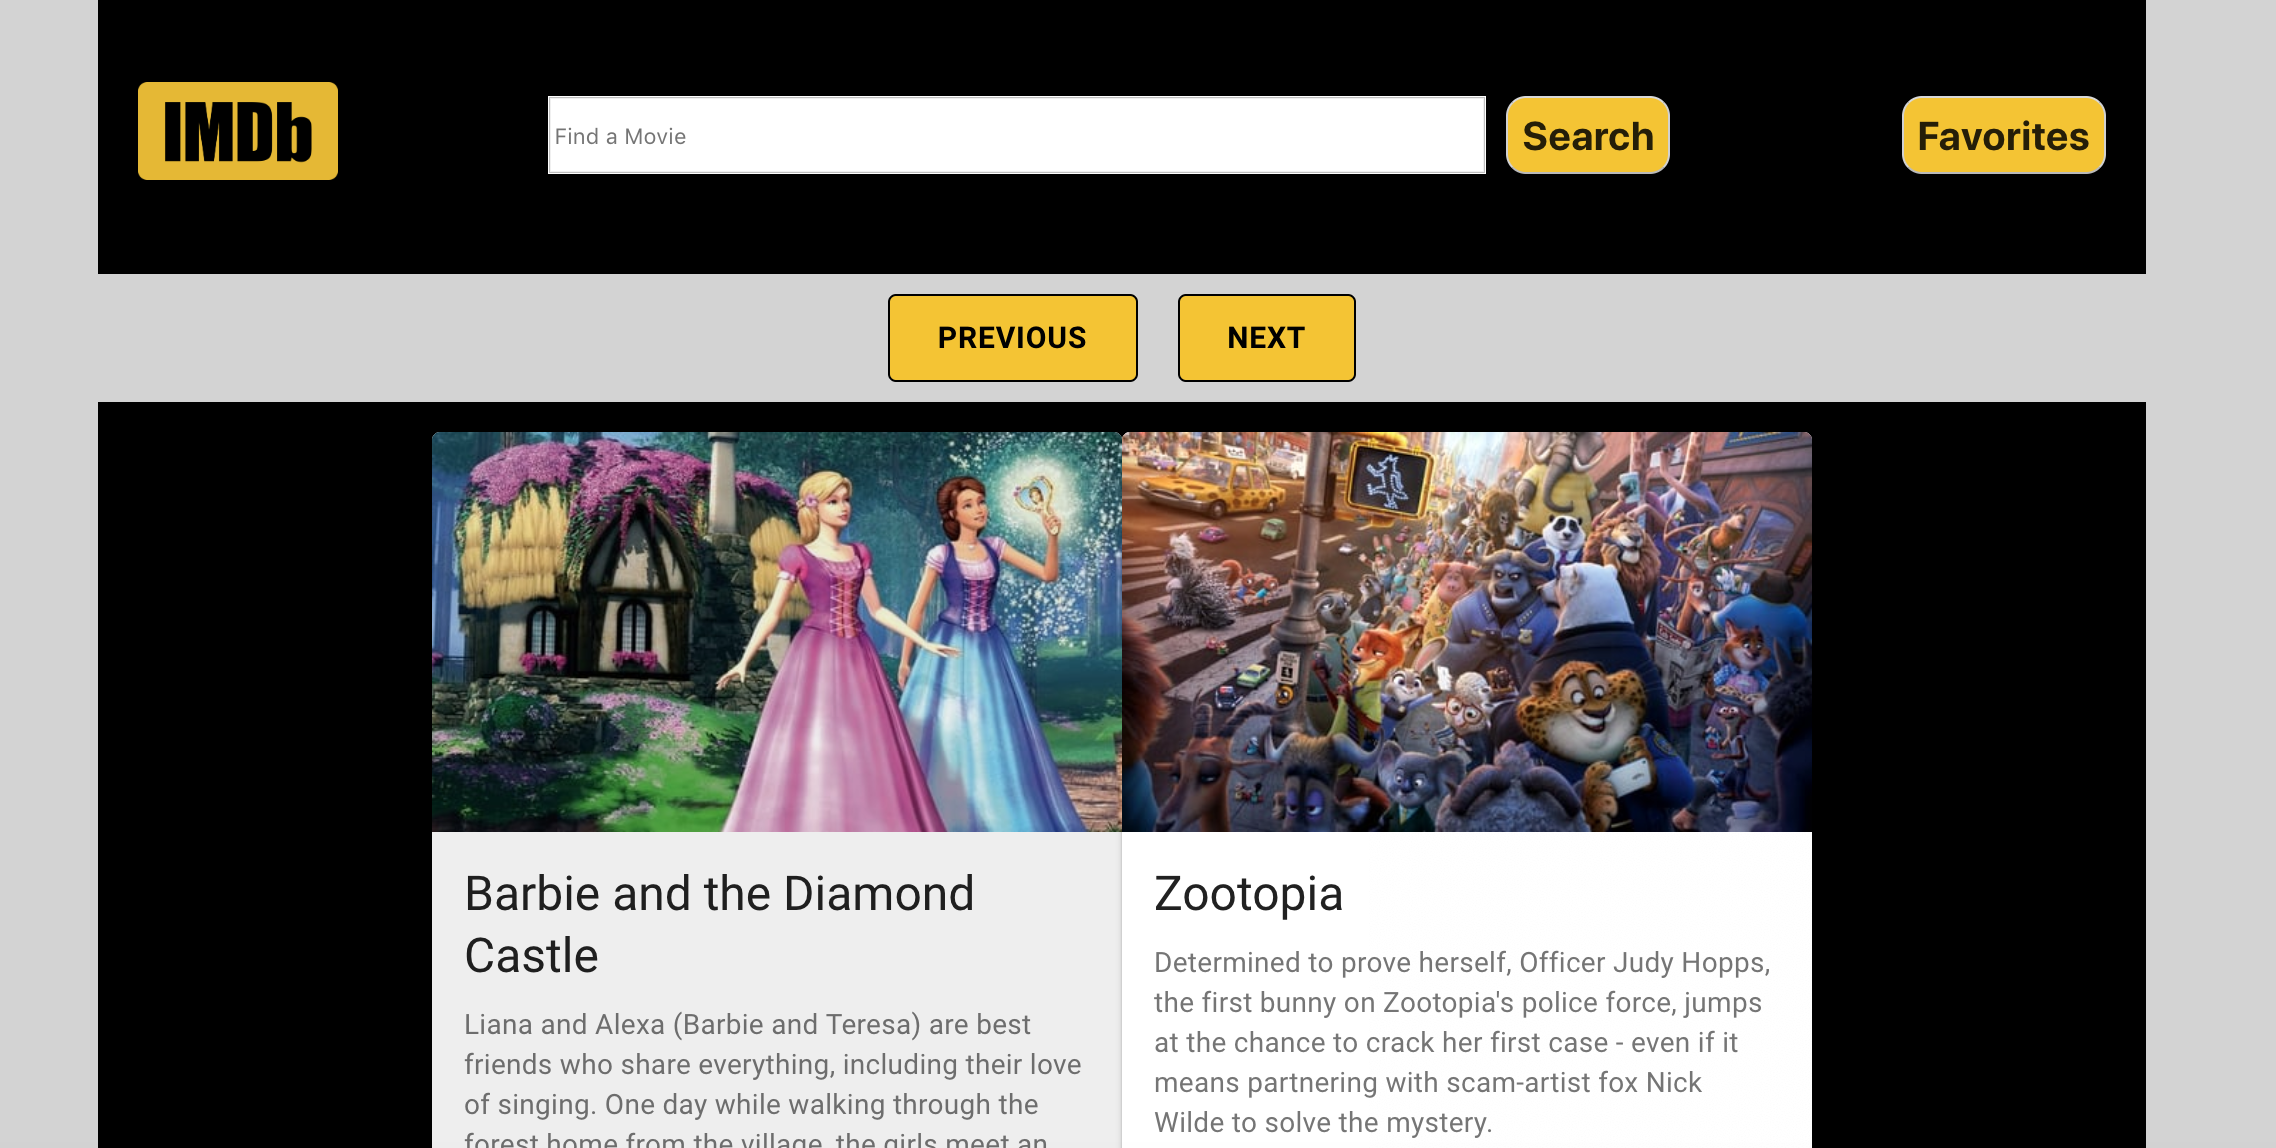 IMDb
Find a Movie
Search
Favorites
PREVIOUS
NEXT
Barbie and the Diamond
Castle
Liana and Alexa (Barbie and Teresa) are best
friends who share everything, including their love
of singing. One day while walking through the
forest home from the village, the girls meet an
Zootopia
Determined to prove herself, Officer Judy Hopps,
the first bunny on Zootopia's police force, jumps
at the chance to crack her first case - even if it
means partnering with scam-artist fox Nick
Wilde to solve the mystery.